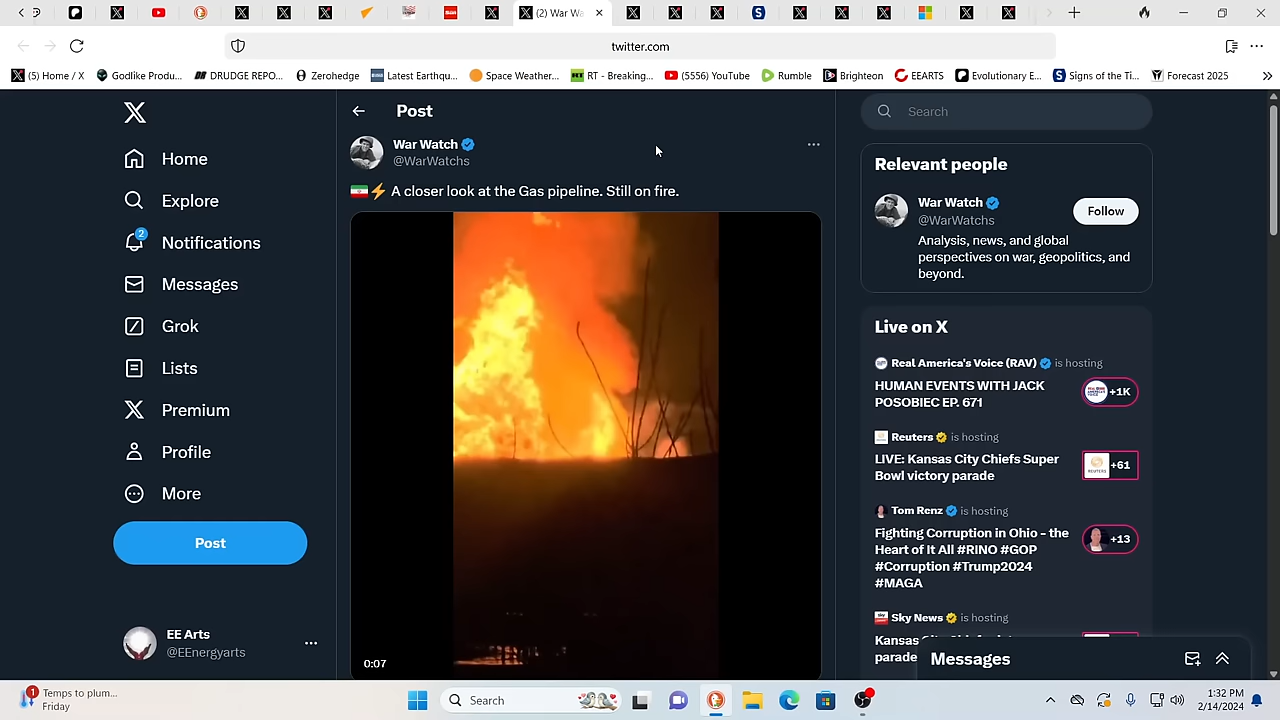 (2) War Wa
twitter.com
(5) Home / X
Godlike Produ...
DRUDGE REPO...
Zerohedge
Latest Earthqu...
Space Weather...
RT - Breaking...
(5556) YouTube
Rumble
Brighteon
EEARTS
Evolutionary E...
Signs of the Ti...
Forecast 2025
Home
Explore
2
Notifications
Messages
Grok
Lists
Premium
Profile
More
Post
EE Arts
@EEnergyarts
Post
War Watch
@WarWatchs
A closer look at the Gas pipeline. Still on fire.
0:07
Search
Relevant people
War Watch
@WarWatchs
Follow
Analysis, news, and global
perspectives on war, geopolitics, and
beyond.
Live on X
Real America's Voice (RAV) is hosting
HUMAN EVENTS WITH JACK
POSOBIEC EP. 671
+1K
Reuters is hosting
LIVE: Kansas City Chiefs Super
Bowl victory parade
+61
Tom Renz is hosting
Fighting Corruption in Ohio – the
Heart of It All #RINO #GOP
#Corruption #Trump2024
#MAGA
+13
Sky News is hosting
Kansas City
parade
Messages
1
Temps to plum...
Friday
Search
1:32 PM
2/14/2024